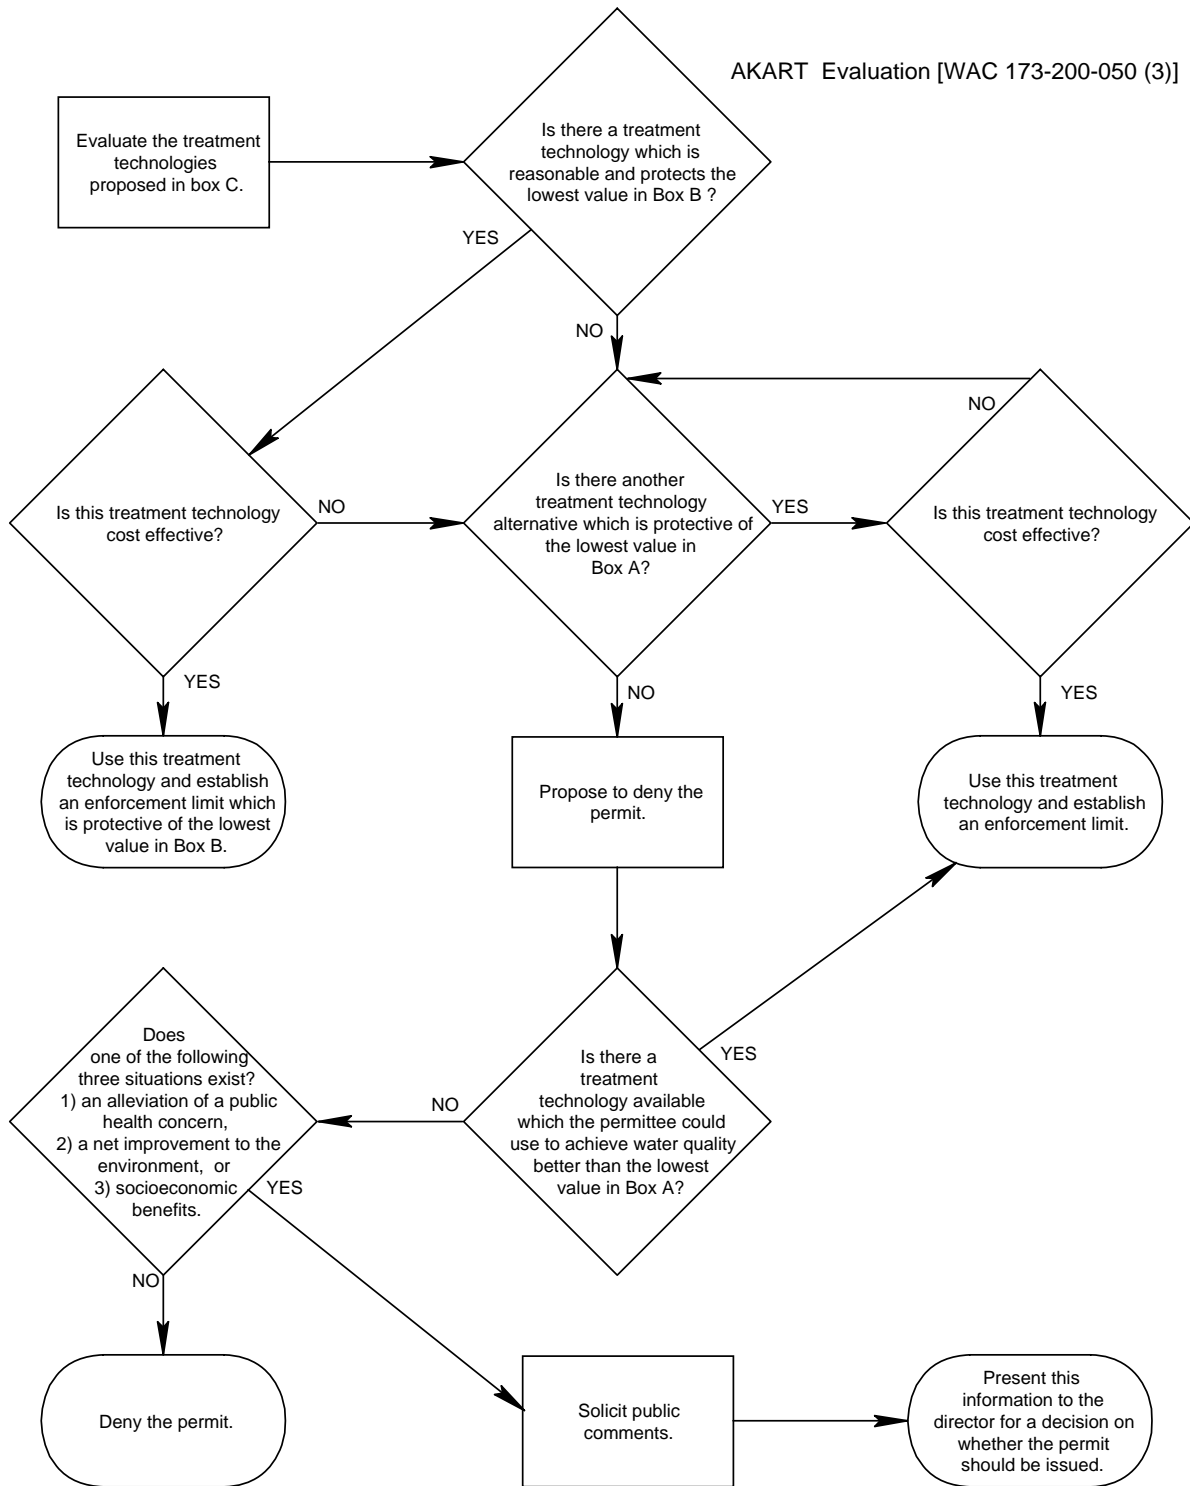 AKART Evaluation [WAC 173-200-050 (3)]
Evaluate the treatment
technologies
proposed in box C.
Is there a treatment
technology which is
reasonable and protects the
lowest value in Box B ?
YES
NO
NO
Is this treatment technology
cost effective?
NO
Is there another
treatment technology
alternative which is protective of
the lowest value in
Box A?
YES
Is this treatment technology
cost effective?
YES
NO
YES
Use this treatment
technology and establish
an enforcement limit which
is protective of the lowest
value in Box B.
Propose to deny the
permit.
Use this treatment
technology and establish
an enforcement limit.
Does
one of the following
three situations exist?
1) an alleviation of a public
health concern,
2) a net improvement to the
environment, or
3) socioeconomic
benefits.
NO
Is there a
treatment
technology available
which the permittee could
use to achieve water quality
better than the lowest
value in Box A?
YES
YES
NO
Deny the permit.
Solicit public
comments.
Present this
information to the
director for a decision on
whether the permit
should be issued.